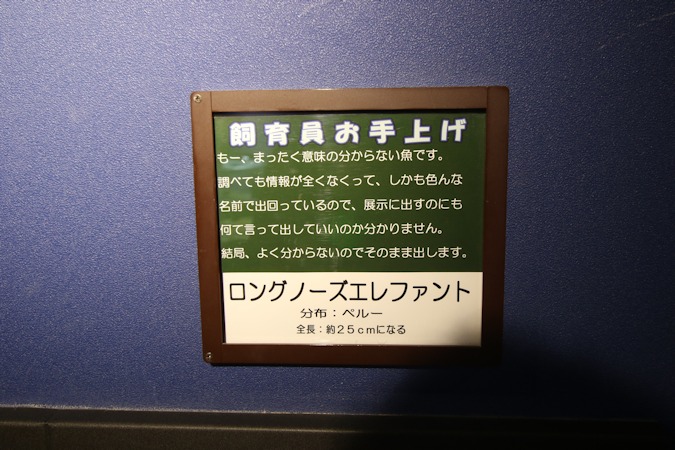 飼育員お手上げ
もー、まったく意味の分からない魚です。
調べても情報が全くなくって、しかも色んな
名前で出回っているので、展示に出すのにも
何て言って出していいのか分かりません。
結局、よく分からないのでそのまま出します。
ロングノーズエレファント
分布：ペルー
全長：約２５ｃｍになる